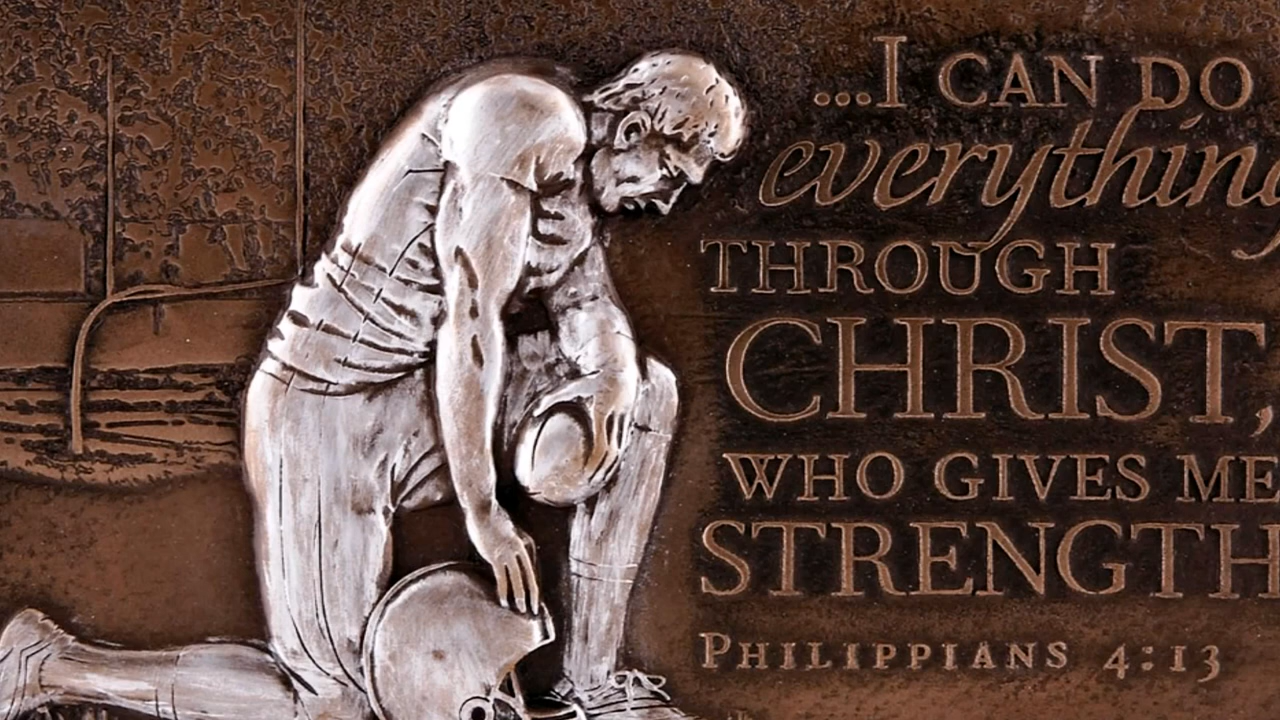 ...I CAN DO
everything
THROUGH
CHRIST,
WHO GIVES ME
STRENGTH
PHILIPPIANS 4:13